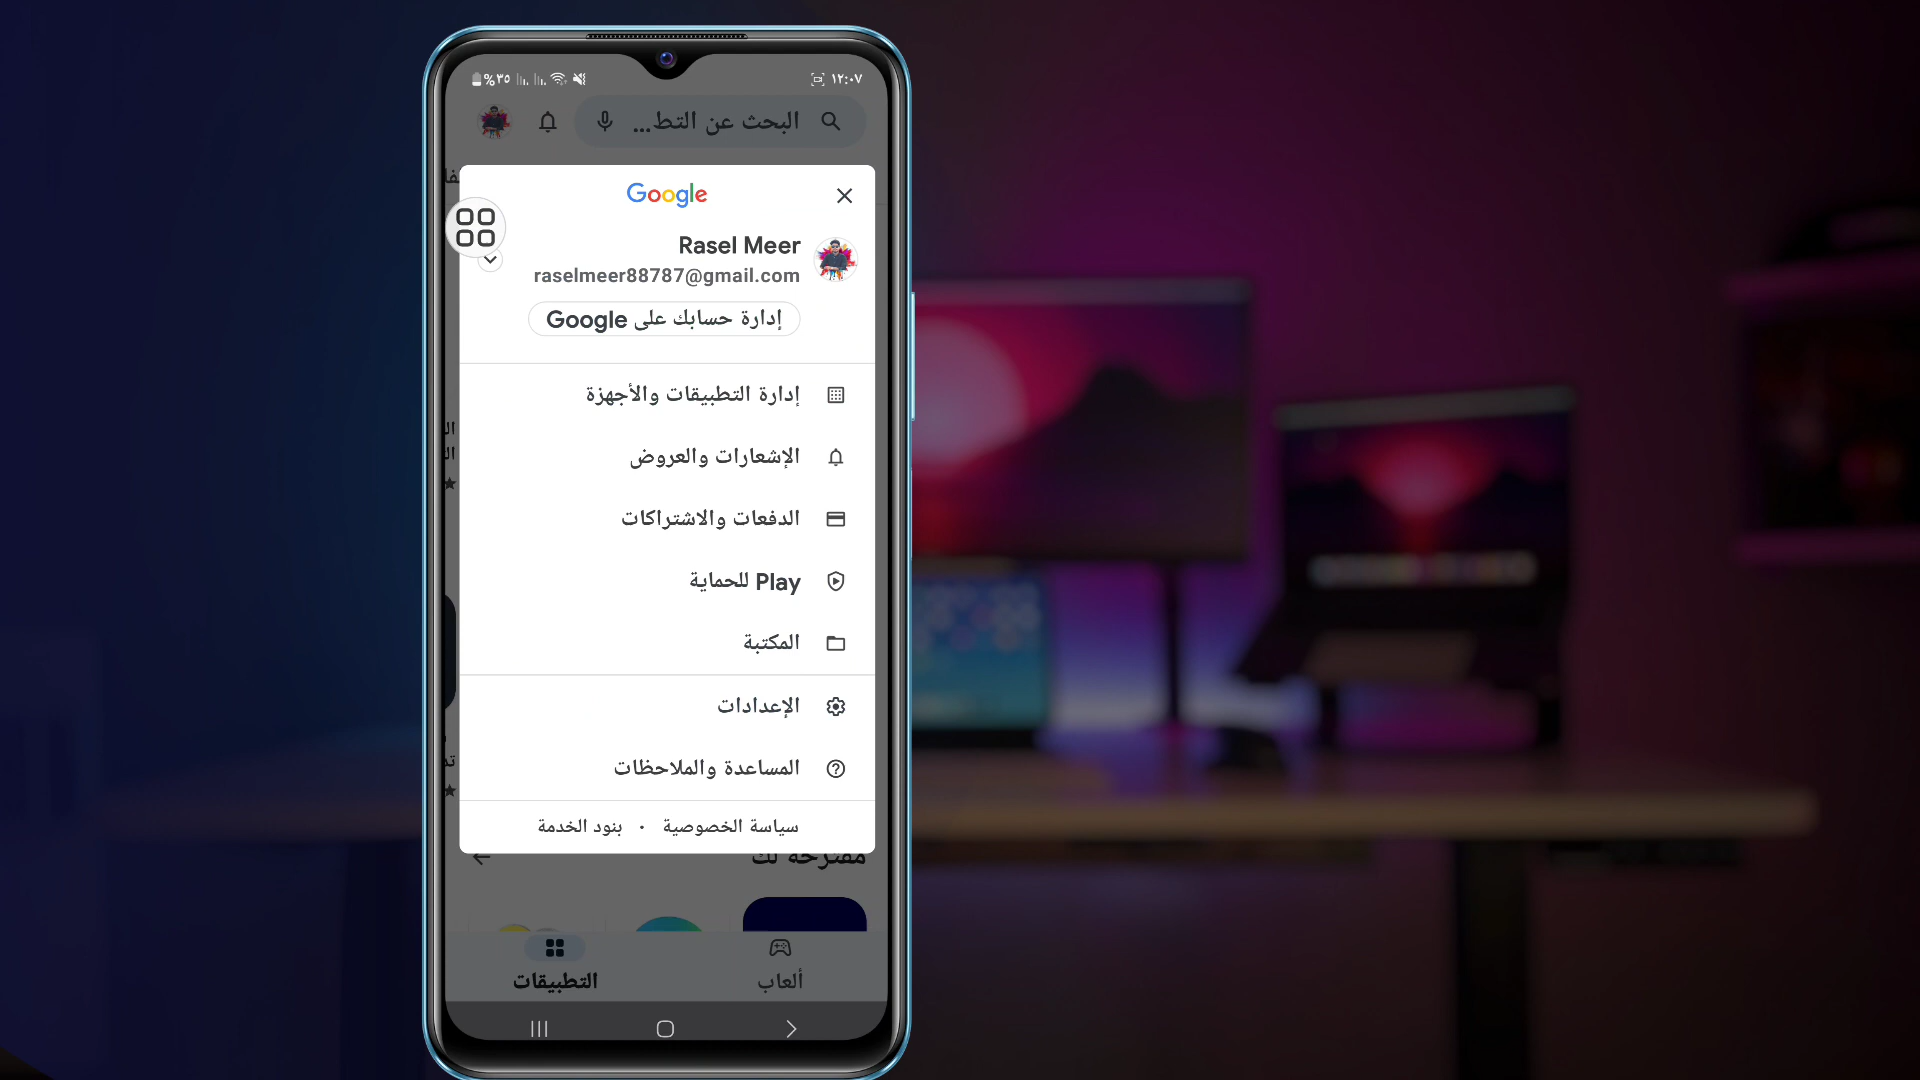 ١٢:٠٧
%٣٥
البحث عن التط...
Google
Rasel Meer
raselmeer88787@gmail.com
إدارة حسابك على Google
إدارة التطبيقات والأجهزة
الإشعارات والعروض
الدفعات والاشتراكات
Play للحماية
المكتبة
الإعدادات
المساعدة والملاحظات
سياسة الخصوصية · بنود الخدمة
مقترحة لك
ألعاب
التطبيقات